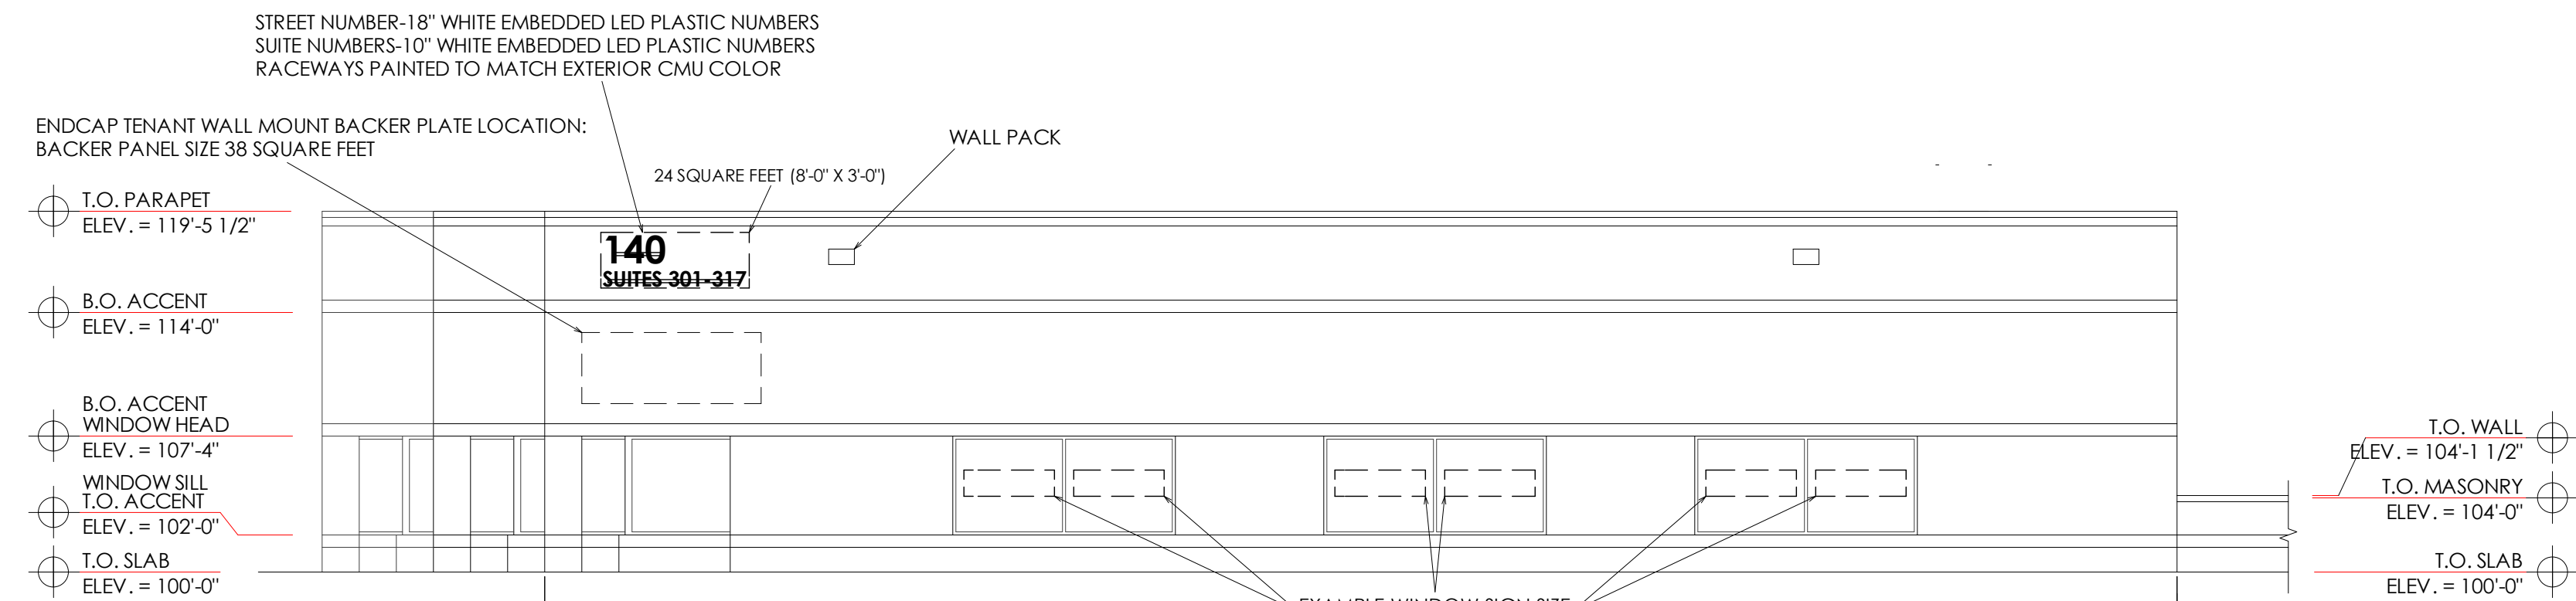 STREET NUMBER-18" WHITE EMBEDDED LED PLASTIC NUMBERS
SUITE NUMBERS-10" WHITE EMBEDDED LED PLASTIC NUMBERS
RACEWAYS PAINTED TO MATCH EXTERIOR CMU COLOR
ENDCAP TENANT WALL MOUNT BACKER PLATE LOCATION:
BACKER PANEL SIZE 38 SQUARE FEET
WALL PACK
24 SQUARE FEET (8'-0" X 3'-0")
T.O. PARAPET
ELEV. = 119'-5 1/2"
140
SUITES 301-317
B.O. ACCENT
ELEV. = 114'-0"
B.O. ACCENT
WINDOW HEAD
ELEV. = 107'-4"
WINDOW SILL
T.O. ACCENT
ELEV. = 102'-0"
T.O. SLAB
ELEV. = 100'-0"
T.O. WALL
ELEV. = 104'-1 1/2"
T.O. MASONRY
ELEV. = 104'-0"
T.O. SLAB
ELEV. = 100'-0"
EXAMPLE WINDOW SIGN SIZE